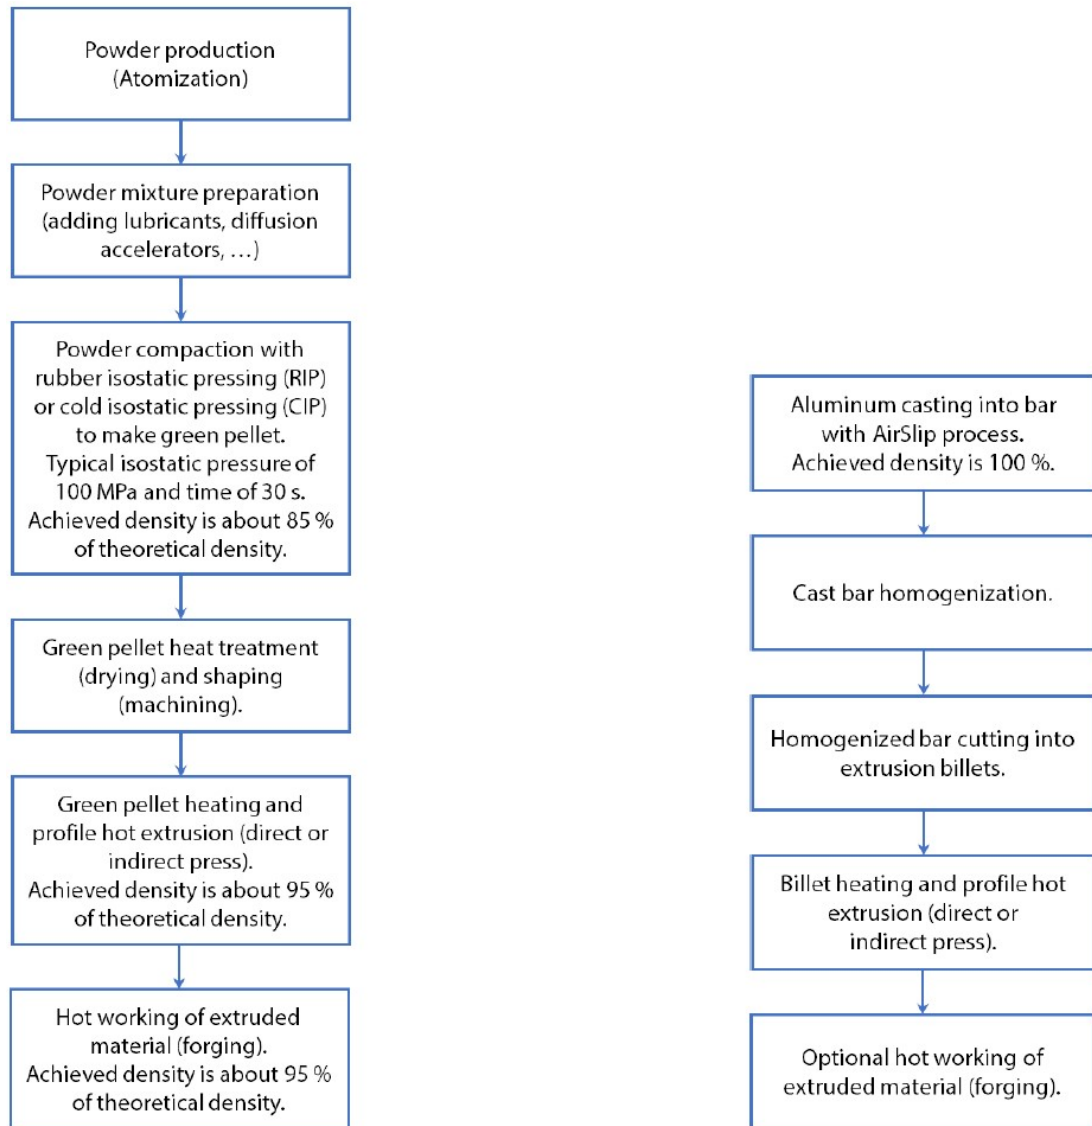 Powder production
(Atomization)
Powder mixture preparation
(adding lubricants, diffusion
accelerators, …)
Powder compaction with
rubber isostatic pressing (RIP)
or cold isostatic pressing (CIP)
to make green pellet.
Typical isostatic pressure of
100 MPa and time of 30 s.
Achieved density is about 85 %
of theoretical density.
Green pellet heat treatment
(drying) and shaping
(machining).
Green pellet heating and
profile hot extrusion (direct or
indirect press).
Achieved density is about 95 %
of theoretical density.
Hot working of extruded
material (forging).
Achieved density is about 95 %
of theoretical density.
Aluminum casting into bar
with AirSlip process.
Achieved density is 100 %.
Cast bar homogenization.
Homogenized bar cutting into
extrusion billets.
Billet heating and profile hot
extrusion (direct or
indirect press).
Optional hot working of
extruded material (forging).